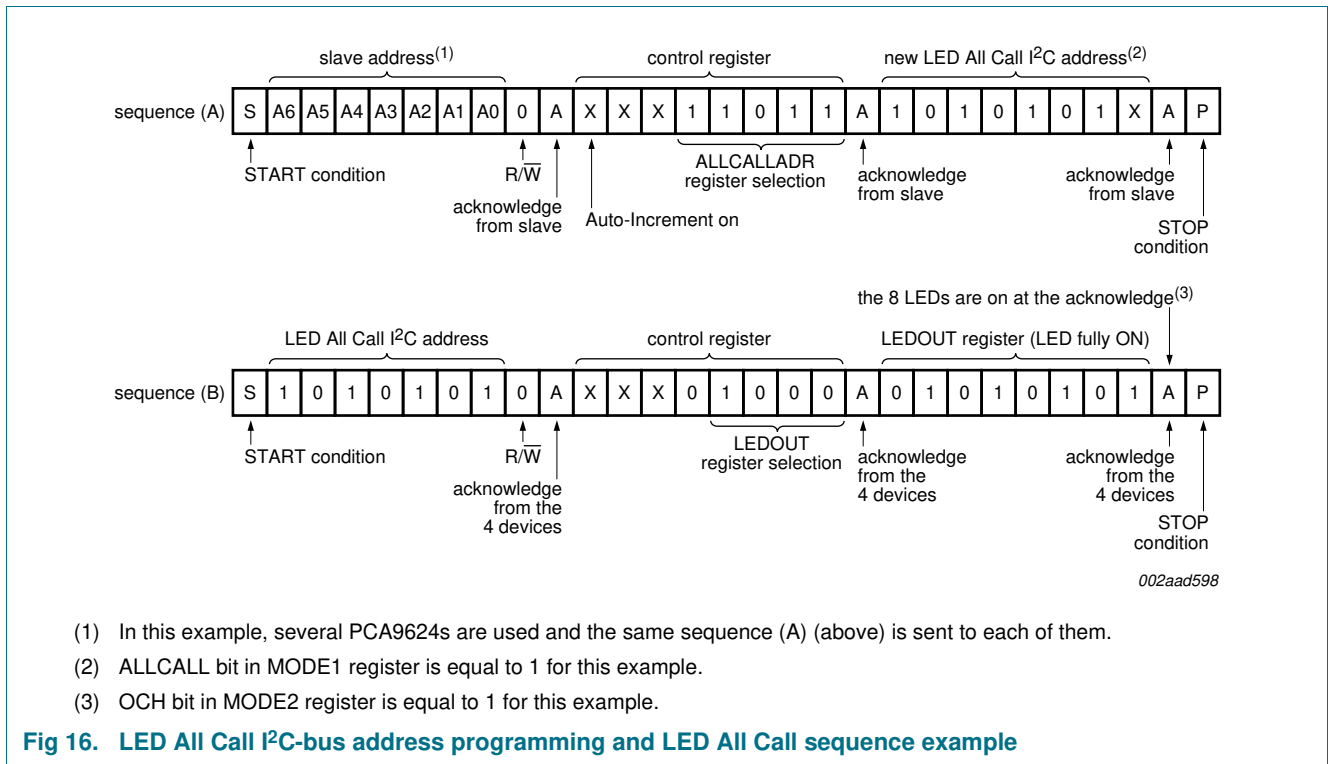 slave address(1) control register new LED All Call I2C address(2)
sequence (A) S A6 A5 A4 A3 A2 A1 A0 0 A X X X 1 1 0 1 1 A 1 0 1 0 1 0 1 X A P
START condition R/W ALLCALLADR acknowledge acknowledge
register selection from slave from slave
acknowledge
from slave Auto-Increment on STOP
condition
the 8 LEDs are on at the acknowledge(3)
LED All Call I2C address control register LEDOUT register (LED fully ON)
sequence (B) S 1 0 1 0 1 0 1 0 A X X X 0 1 0 0 0 A 0 1 0 1 0 1 0 1 A P
START condition R/W LEDOUT acknowledge acknowledge
register selection from the from the
acknowledge 4 devices 4 devices
from the
4 devices STOP
condition
002aad598
(1) In this example, several PCA9624s are used and the same sequence (A) (above) is sent to each of them.
(2) ALLCALL bit in MODE1 register is equal to 1 for this example.
(3) OCH bit in MODE2 register is equal to 1 for this example.
Fig 16. LED All Call I2C-bus address programming and LED All Call sequence example